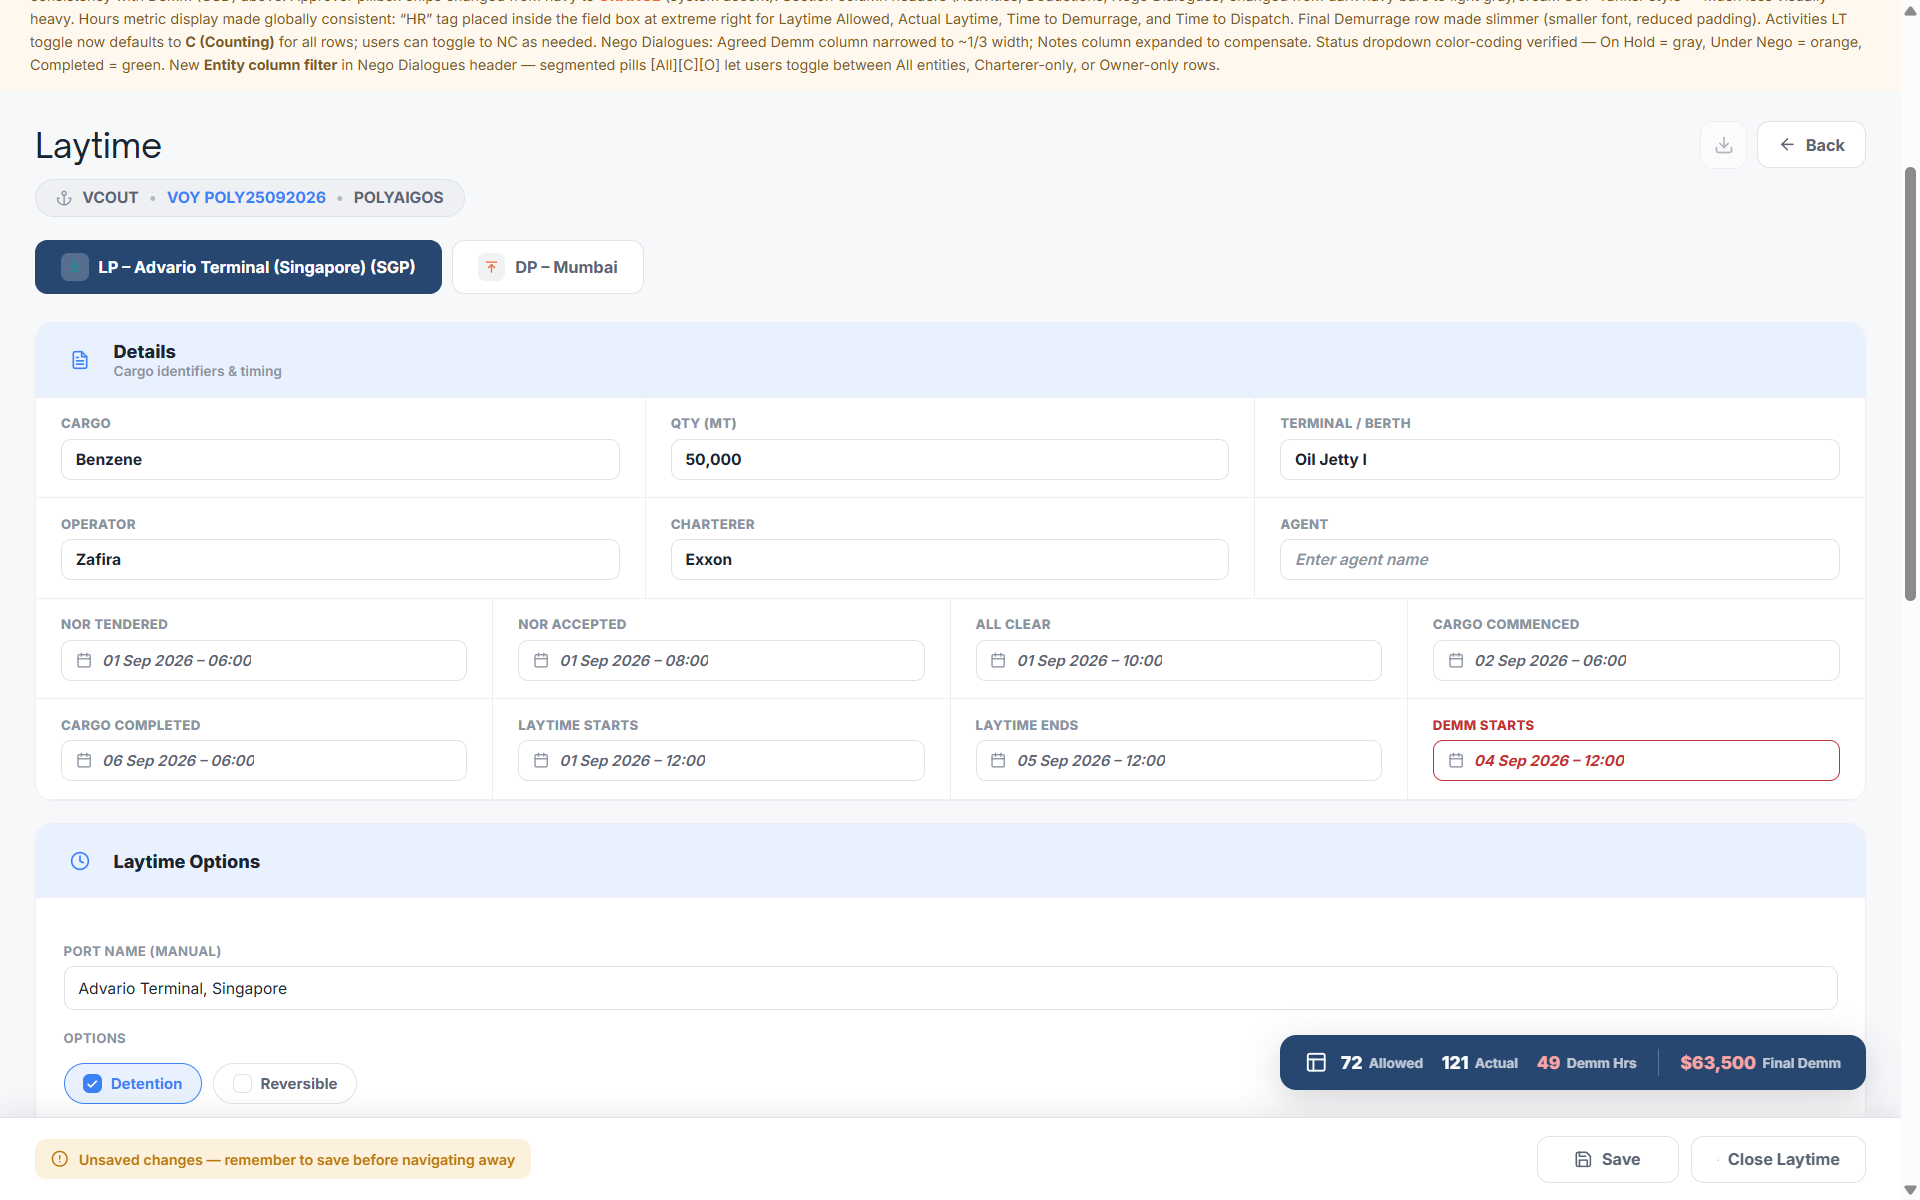 heavy. Hours metric display made globally consistent: “HR” tag placed inside the field box at extreme right for Laytime Allowed, Actual Laytime, Time to Demurrage, and Time to Dispatch. Final Demurrage row made slimmer (smaller font, reduced padding). Activities LT
toggle now defaults to C (Counting) for all rows; users can toggle to NC as needed. Nego Dialogues: Agreed Demm column narrowed to ~1/3 width; Notes column expanded to compensate. Status dropdown color-coding verified — On Hold = gray, Under Nego = orange,
Completed = green. New Entity column filter in Nego Dialogues header — segmented pills [All][C][O] let users toggle between All entities, Charterer-only, or Owner-only rows.
Laytime
Back
VCOUT • VOY POLY25092026 • POLYAIGOS
LP – Advario Terminal (Singapore) (SGP)
DP – Mumbai
Details
Cargo identifiers & timing
CARGO QTY (MT) TERMINAL / BERTH
Benzene 50,000 Oil Jetty I
OPERATOR CHARTERER AGENT
Zafira Exxon Enter agent name
NOR TENDERED NOR ACCEPTED ALL CLEAR CARGO COMMENCED
01 Sep 2026 – 06:00 01 Sep 2026 – 08:00 01 Sep 2026 – 10:00 02 Sep 2026 – 06:00
CARGO COMPLETED LAYTIME STARTS LAYTIME ENDS DEMM STARTS
06 Sep 2026 – 06:00 01 Sep 2026 – 12:00 05 Sep 2026 – 12:00 04 Sep 2026 – 12:00
Laytime Options
PORT NAME (MANUAL)
Advario Terminal, Singapore
OPTIONS
Detention Reversible
72 Allowed 121 Actual 49 Demm Hrs $63,500 Final Demm
Unsaved changes — remember to save before navigating away
Save
Close Laytime